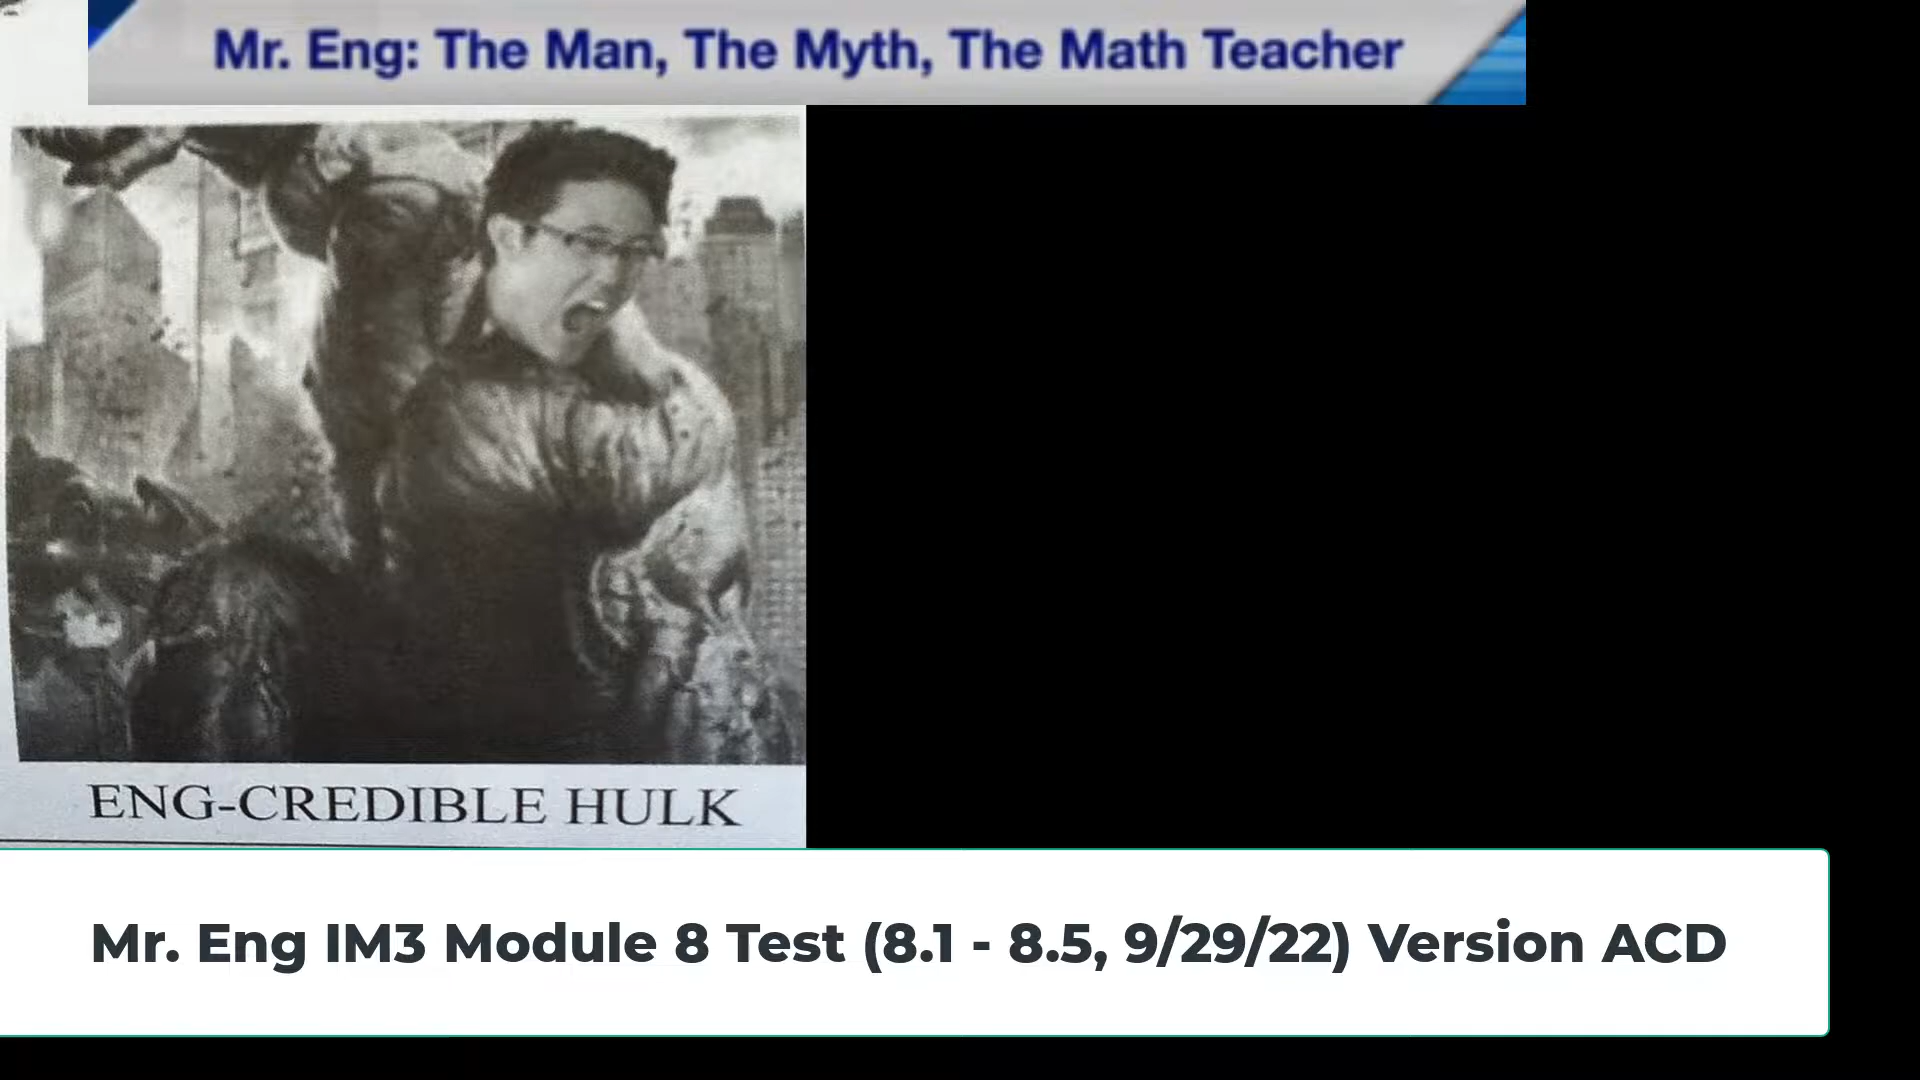 Mr. Eng: The Man, The Myth, The Math Teacher
ENG-CREDIBLE HULK
Mr. Eng IM3 Module 8 Test (8.1 - 8.5, 9/29/22) Version ACD